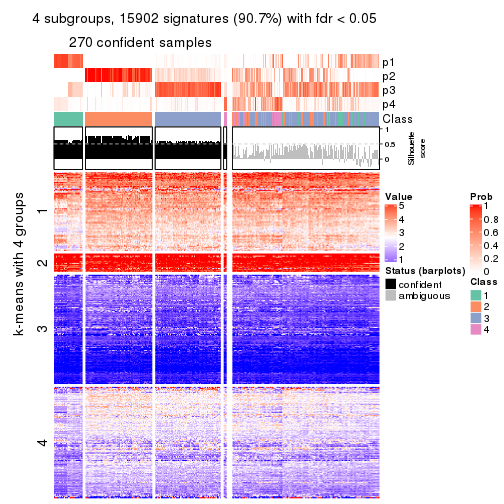 4 subgroups, 15902 signatures (90.7%) with fdr < 0.05
270 confident samples
p1
p2
p3
p4
Class
1
0.5
0
Silhouette
score
k-means with 4 groups
1
2
3
4
Value
5
4
3
2
1
Status (barplots)
confident
ambiguous
Prob
1
0.8
0.6
0.4
0.2
0
Class
1
2
3
4